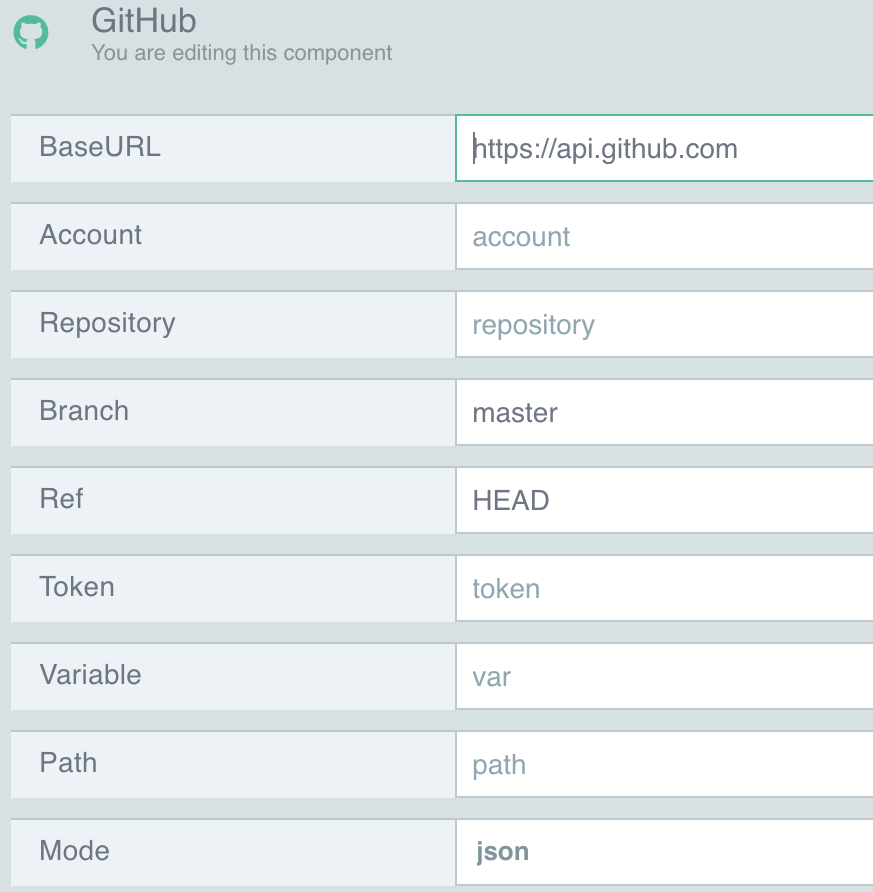 GitHub
You are editing this component
BaseURL https://api.github.com
Account account
Repository repository
Branch master
Ref HEAD
Token token
Variable var
Path path
Mode json